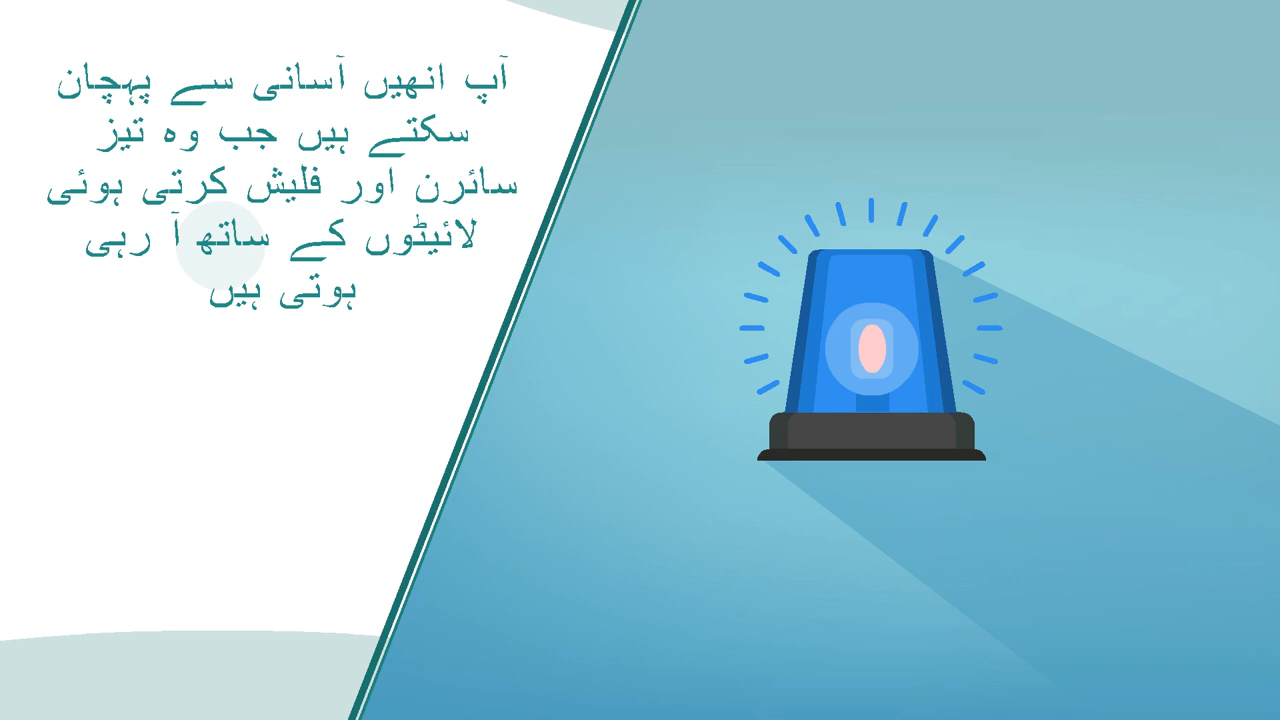 آپ انھیں آسانی سے پہچان
سکتے ہیں جب وہ تیز
سائرن اور فلیش کرتی ہوئی
لائیٹوں کے ساتھ آ رہی
ہوتی ہیں